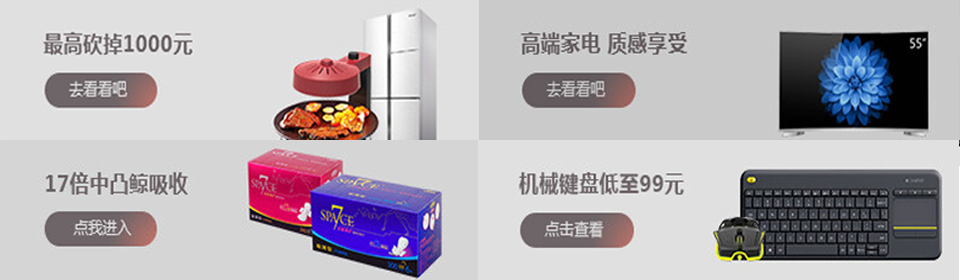 最高砍掉1000元
去看看吧
高端家电 质感享受
去看看吧
55"
17倍中凸鲸吸收
点我进入
7
SPACE
7
SPACE
机械键盘低至99元
点击查看